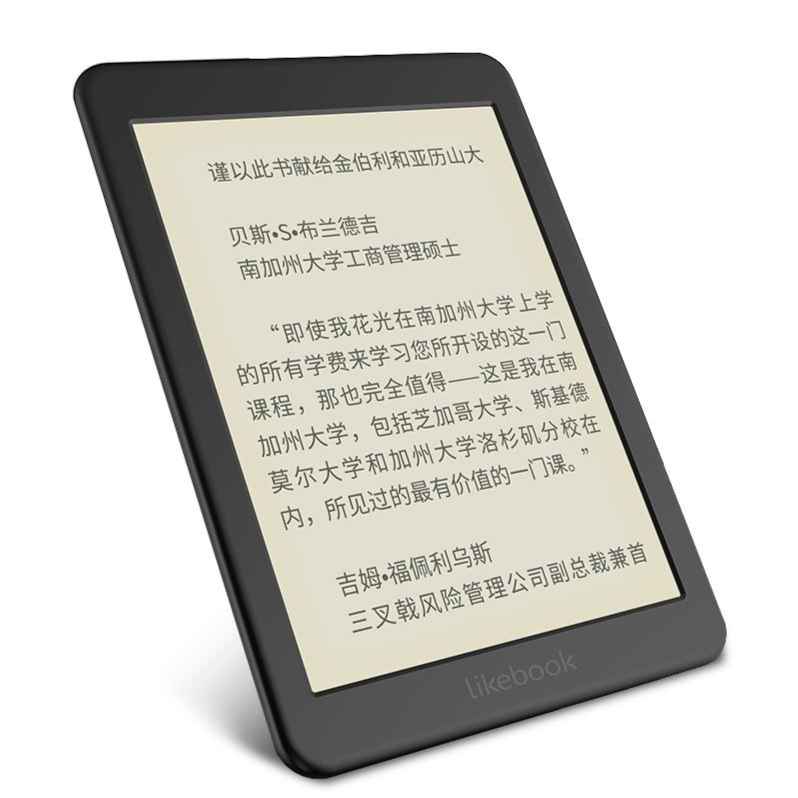 谨以此书献给金伯利和亚历山大
贝斯•S•布兰德吉
南加州大学工商管理硕士
“即使我花光在南加州大学上学
的所有学费来学习您所开设的这一门
课程，那也完全值得——这是我在南
加州大学，包括芝加哥大学、斯基德
莫尔大学和加州大学洛杉矶分校在
内，所见过的最有价值的一门课。”
吉姆•福佩利乌斯
三叉戟风险管理公司副总裁兼首
likebook